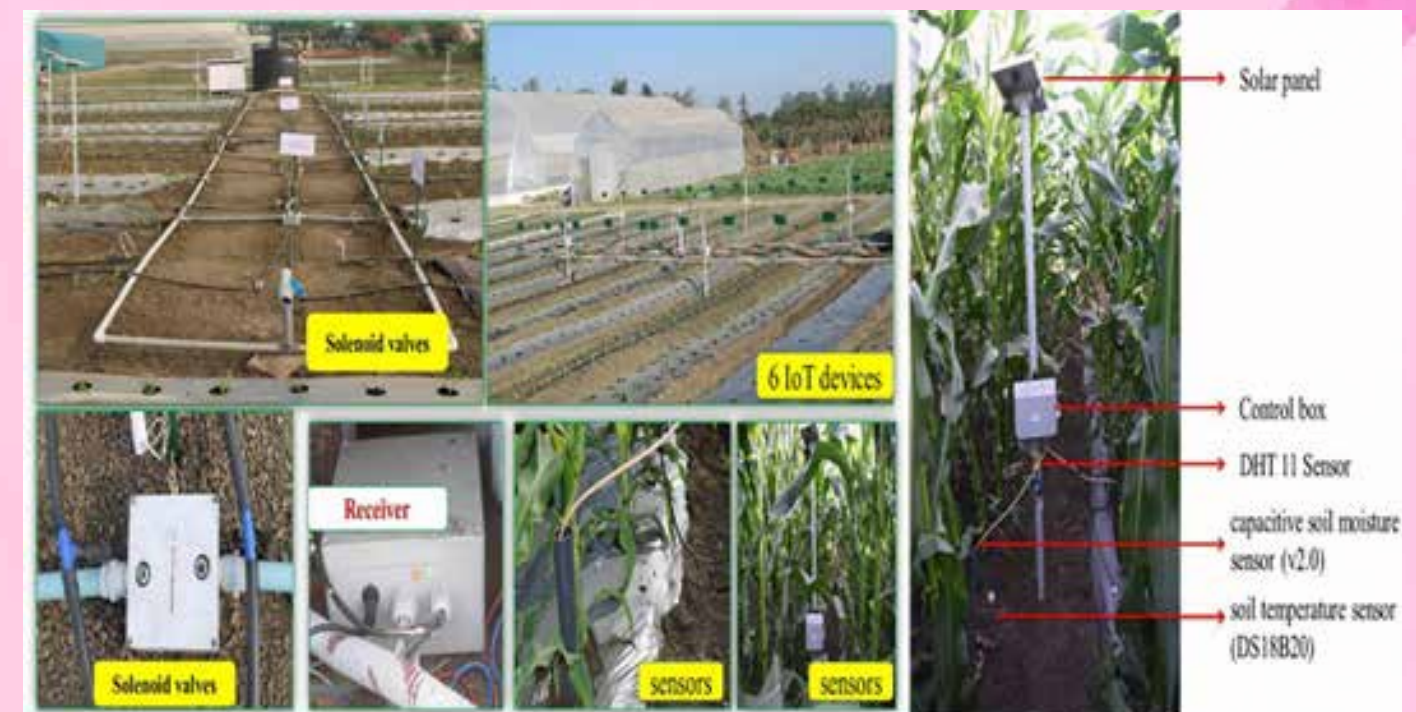 Solenoid valves
6 IoT devices
Solenoid valves
Receiver
sensors
sensors
Solar panel
Control box
DHT 11 Sensor
capacitive soil moisture
sensor (v2.0)
soil temperature sensor
(DS18B20)